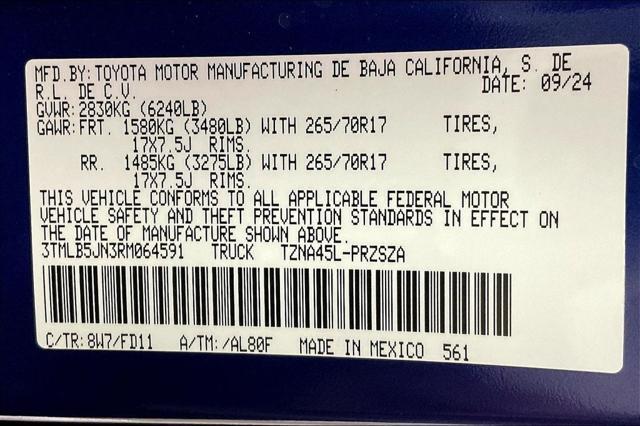 MFD.BY: TOYOTA MOTOR MANUFACTURING DE BAJA CALIFORNIA, S. DE
R.L. DE C.V. DATE: 09/24
GVWR: 2830KG (6240LB)
GAWR: FRT. 1580KG (3480LB) WITH 265/70R17 TIRES,
17X7.5J RIMS.
RR. 1485KG (3275LB) WITH 265/70R17 TIRES,
17X7.5J RIMS.
THIS VEHICLE CONFORMS TO ALL APPLICABLE FEDERAL MOTOR
VEHICLE SAFETY AND THEFT PREVENTION STANDARDS IN EFFECT ON
THE DATE OF MANUFACTURE SHOWN ABOVE.
3TMLB5JN3RM064591 TRUCK TZNA45L-PRZSZA
C/TR: 8W7/FD11 A/TM: /AL80F MADE IN MEXICO 561